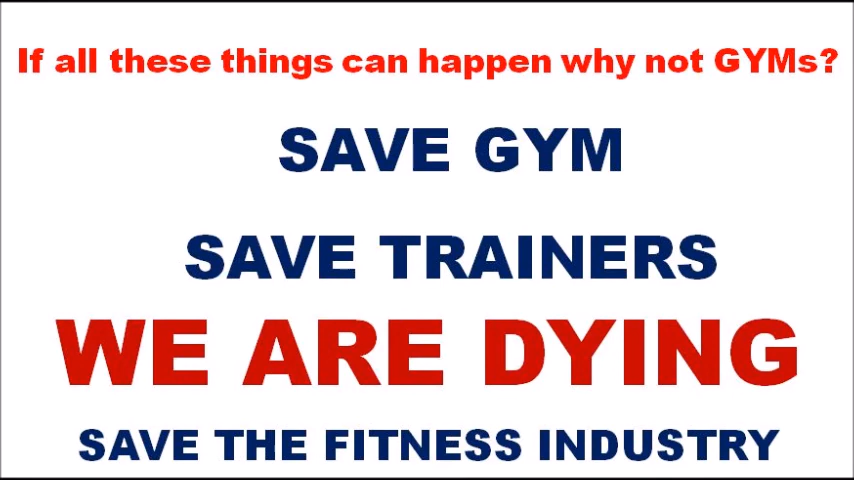 If all these things can happen why not GYMs?
SAVE GYM
SAVE TRAINERS
WE ARE DYING
SAVE THE FITNESS INDUSTRY